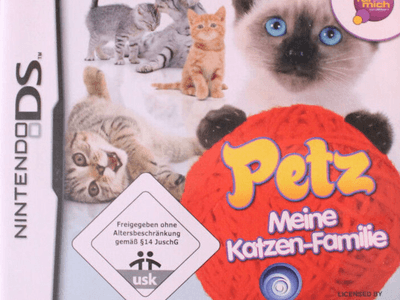 mich
NINTENDO DS
Petz
Meine
Katzen-Familie
Freigegeben ohne
Altersbeschränkung
gemäß §14 JuSchG
usk
LICENSED BY